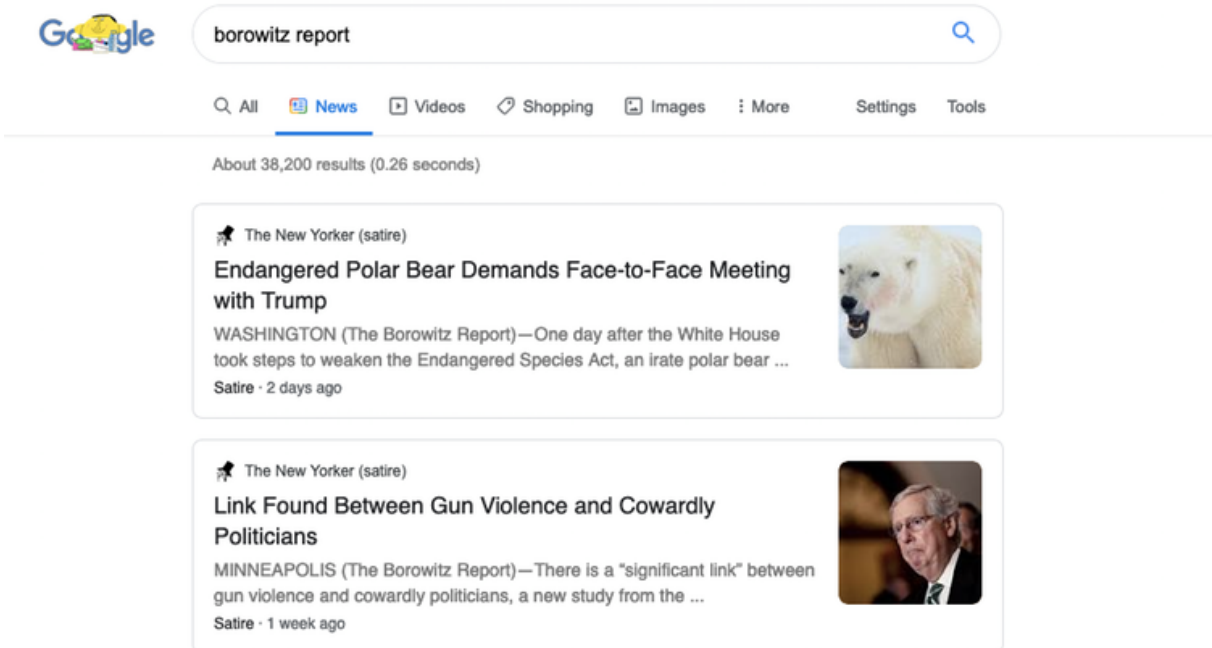 Google
borowitz report
All News Videos Shopping Images More Settings Tools
About 38,200 results (0.26 seconds)
The New Yorker (satire)
Endangered Polar Bear Demands Face-to-Face Meeting
with Trump
WASHINGTON (The Borowitz Report)—One day after the White House
took steps to weaken the Endangered Species Act, an irate polar bear ...
Satire · 2 days ago
The New Yorker (satire)
Link Found Between Gun Violence and Cowardly
Politicians
MINNEAPOLIS (The Borowitz Report)—There is a “significant link” between
gun violence and cowardly politicians, a new study from the ...
Satire · 1 week ago